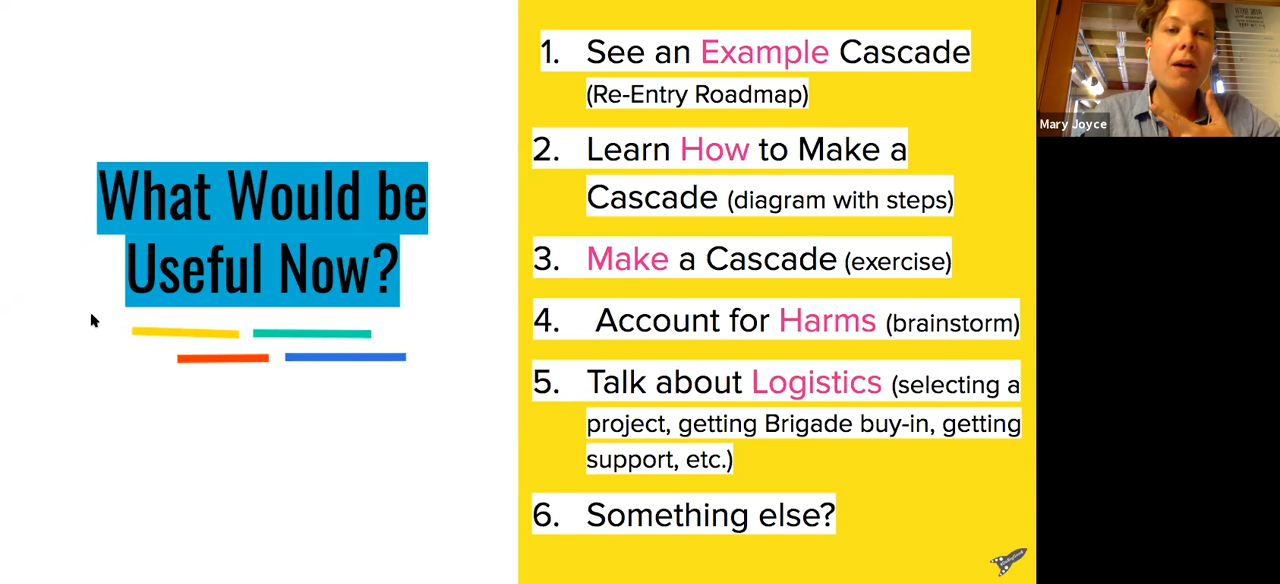 What Would be
Useful Now?
1. See an Example Cascade
(Re-Entry Roadmap)
2. Learn How to Make a
Cascade (diagram with steps)
3. Make a Cascade (exercise)
4. Account for Harms (brainstorm)
5. Talk about Logistics (selecting a
project, getting Brigade buy-in, getting
support, etc.)
6. Something else?
Mary Joyce